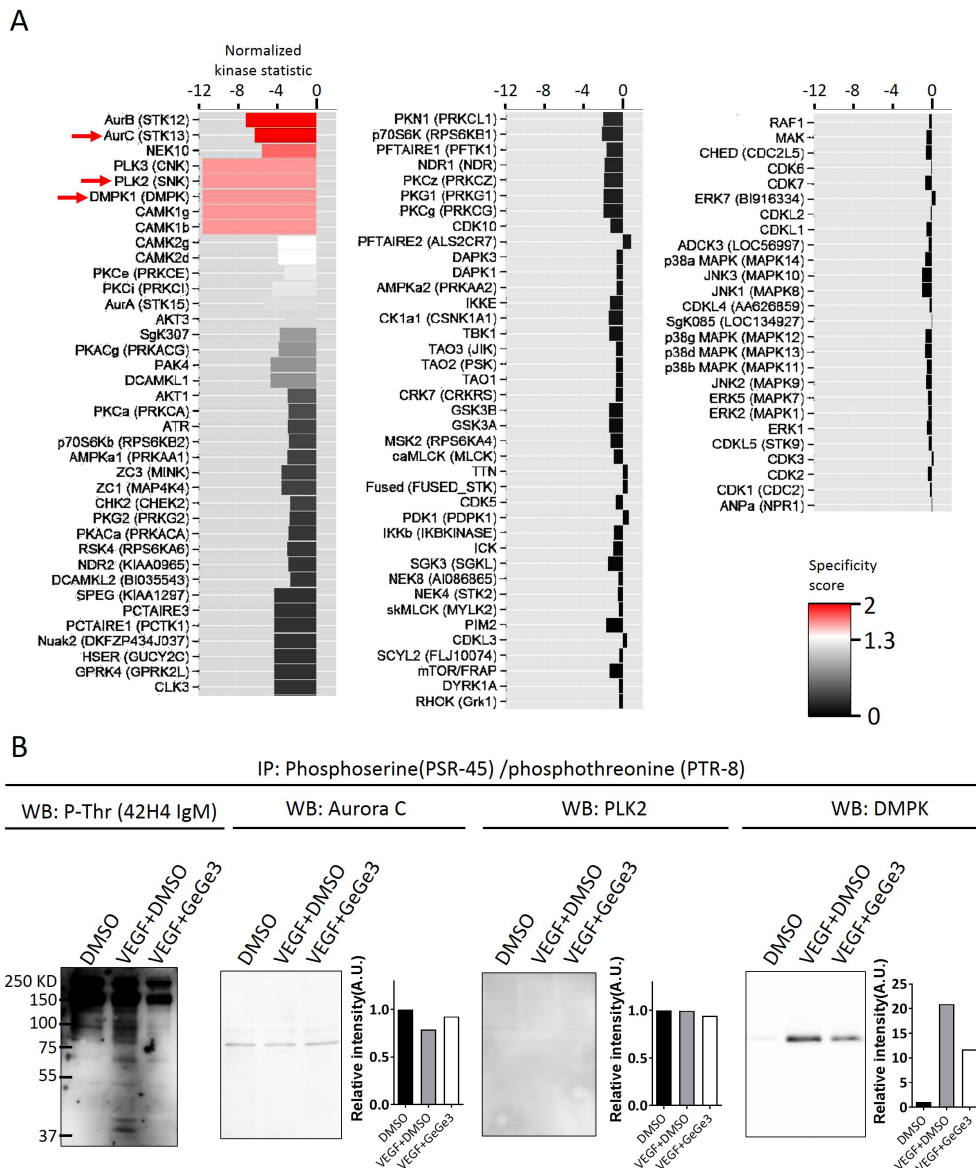 A
Normalized
kinase statistic
-12 -8 -4 0
AurB (STK12)
AurC (STK13)
NEK10
PLK3 (CNK)
PLK2 (SNK)
DMPK1 (DMPK)
CAMK1g
CAMK1b
CAMK2g
CAMK2d
PKCe (PRKCE)
PKCi (PRKCI)
AurA (STK15)
AKT3
SgK307
PKACg (PRKACG)
PAK4
DCAMKL1
AKT1
PKCa (PRKCA)
ATR
p70S6Kb (RPS6KB2)
AMPKa1 (PRKAA1)
ZC3 (MINK)
ZC1 (MAP4K4)
CHK2 (CHEK2)
PKG2 (PRKG2)
PKACa (PRKACA)
RSK4 (RPS6KA6)
NDR2 (KIAA0965)
DCAMKL2 (BI035543)
SPEG (KIAA1297)
PCTAIRE3
PCTAIRE1 (PCTK1)
Nuak2 (DKFZP434J037)
HSER (GUCY2C)
GPRK4 (GPRK2L)
CLK3
-12 -8 -4 0
PKN1 (PRKCL1)
p70S6K (RPS6KB1)
PFTAIRE1 (PFTK1)
NDR1 (NDR)
PKCz (PRKCZ)
PKG1 (PRKG1)
PKCg (PRKCG)
CDK10
PFTAIRE2 (ALS2CR7)
DAPK3
DAPK1
AMPKa2 (PRKAA2)
IKKE
CK1a1 (CSNK1A1)
TBK1
TAO3 (JIK)
TAO2 (PSK)
TAO1
CRK7 (CRKRS)
GSK3B
GSK3A
MSK2 (RPS6KA4)
caMLCK (MLCK)
TTN
Fused (FUSED_STK)
CDK5
PDK1 (PDPK1)
IKKb (IKBKINASE)
ICK
SGK3 (SGKL)
NEK8 (AI086865)
NEK4 (STK2)
skMLCK (MYLK2)
PIM2
CDKL3
SCYL2 (FLJ10074)
mTOR/FRAP
DYRK1A
RHOK (Grk1)
-12 -8 -4 0
RAF1
MAK
CHED (CDC2L5)
CDK6
CDK7
ERK7 (BI916334)
CDKL2
CDKL1
ADCK3 (LOC56997)
p38a MAPK (MAPK14)
JNK3 (MAPK10)
JNK1 (MAPK8)
CDKL4 (AA626859)
SgK085 (LOC134927)
p38g MAPK (MAPK12)
p38d MAPK (MAPK13)
p38b MAPK (MAPK11)
JNK2 (MAPK9)
ERK5 (MAPK7)
ERK2 (MAPK1)
ERK1
CDKL5 (STK9)
CDK3
CDK2
CDK1 (CDC2)
ANPa (NPR1)
Specificity
score
2
1.3
0
B
IP: Phosphoserine(PSR-45) /phosphothreonine (PTR-8)
WB: P-Thr (42H4 IgM)
WB: Aurora C
WB: PLK2
WB: DMPK
DMSO
VEGF+DMSO
VEGF+GeGe3
250 KD
150
100
75
55
37
DMSO
VEGF+DMSO
VEGF+GeGe3
Relative intensity(A.U.)
1.0
0.5
0.0
DMSO
VEGF+DMSO
VEGF+GeGe3
DMSO
VEGF+DMSO
VEGF+GeGe3
Relative intensity(A.U.)
1.0
0.5
0.0
DMSO
VEGF+DMSO
VEGF+GeGe3
DMSO
VEGF+DMSO
VEGF+GeGe3
Relative intensity(A.U.)
25
20
15
10
5
0
DMSO
VEGF+DMSO
VEGF+GeGe3